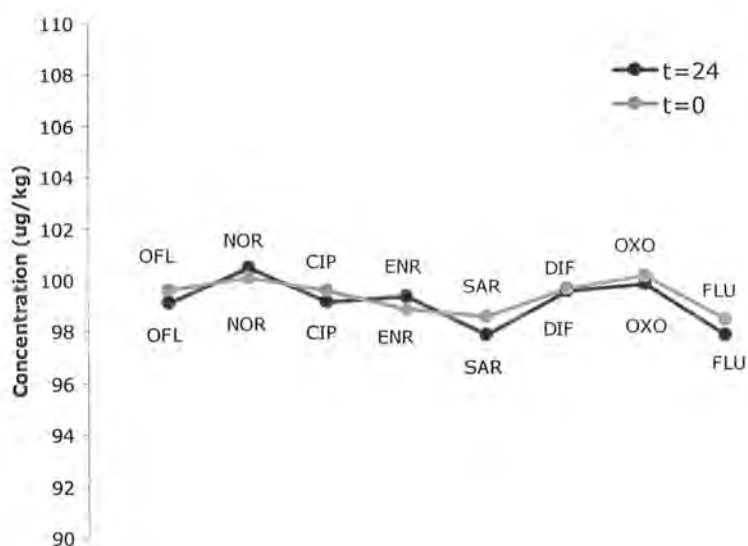 110
108
106
104
102
100
98
96
94
92
90
Concentration (ug/kg)
t=24
t=0
OFL
NOR
CIP
ENR
SAR
DIF
OXO
FLU
OFL
NOR
CIP
ENR
SAR
DIF
OXO
FLU